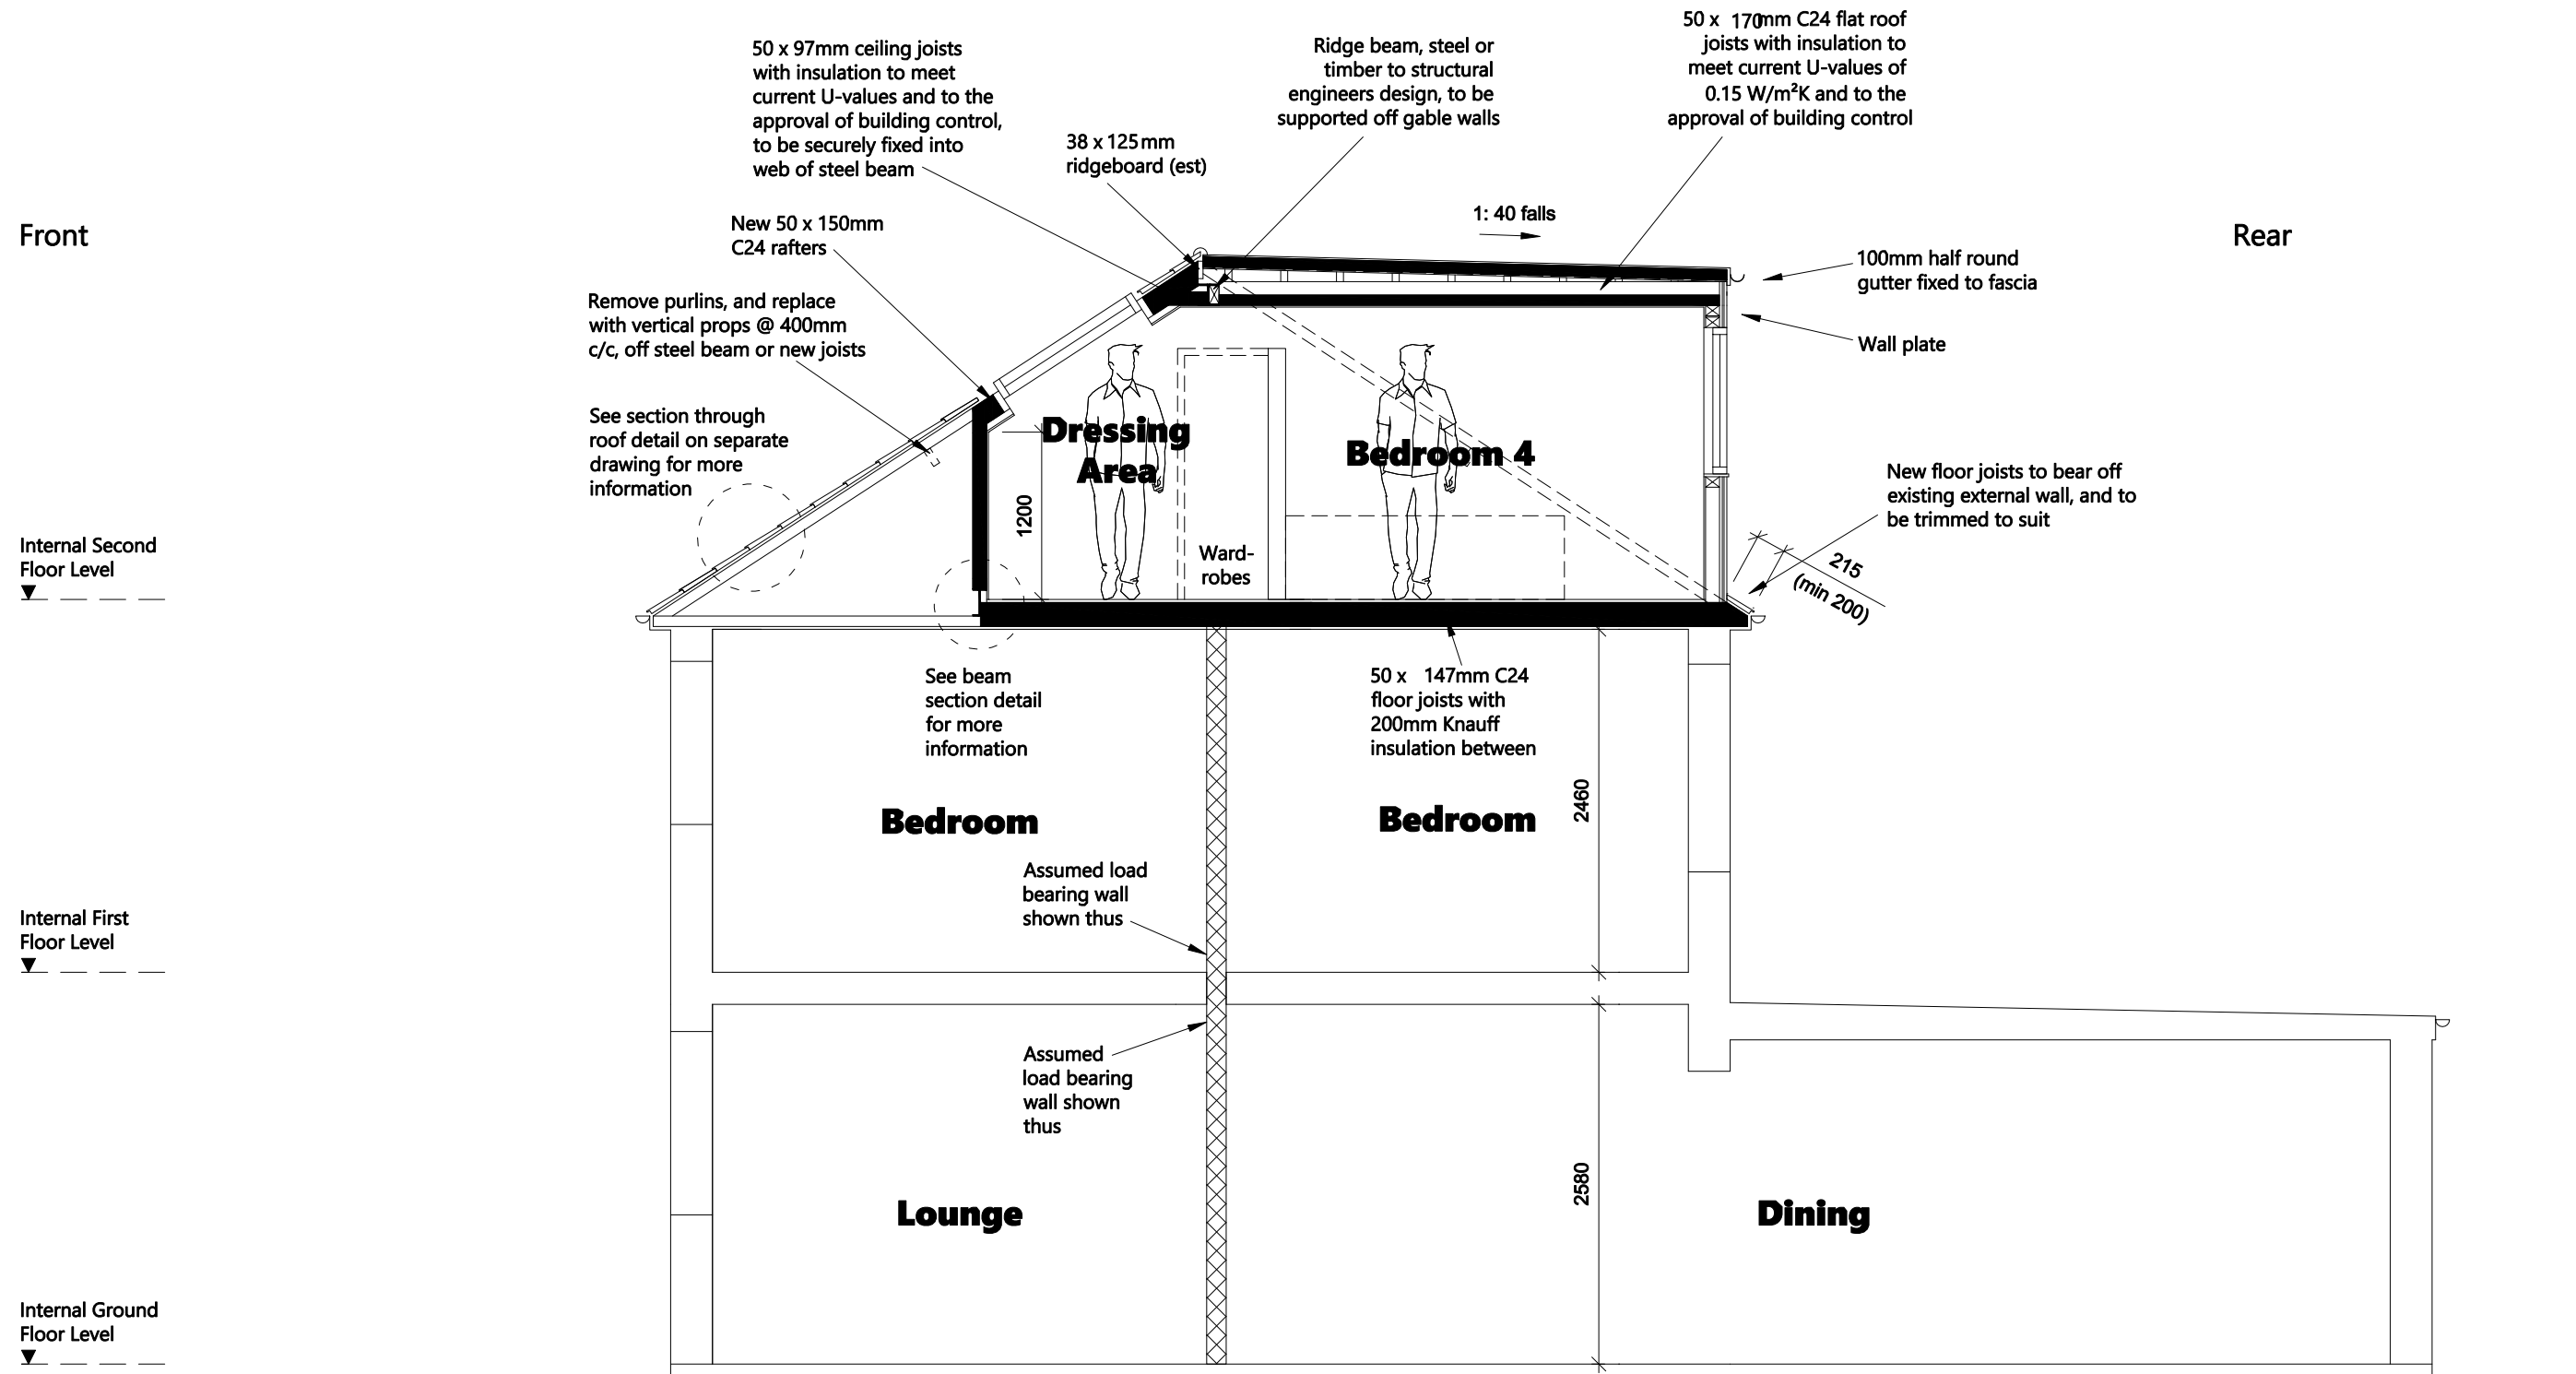 50 x 97mm ceiling joists
with insulation to meet
current U-values and to the
approval of building control,
to be securely fixed into
web of steel beam
38 x 125mm
ridgeboard (est)
Ridge beam, steel or
timber to structural
engineers design, to be
supported off gable walls
50 x 170mm C24 flat roof
joists with insulation to
meet current U-values of
0.15 W/m²K and to the
approval of building control
Front
New 50 x 150mm
C24 rafters
1: 40 falls
Rear
100mm half round
gutter fixed to fascia
Remove purlins, and replace
with vertical props @ 400mm
c/c, off steel beam or new joists
Wall plate
See section through
roof detail on separate
drawing for more
information
Dressing
Area
Bedroom 4
1200
Ward-
robes
New floor joists to bear off
existing external wall, and to
be trimmed to suit
215
(min 200)
Internal Second
Floor Level
See beam
section detail
for more
information
50 x 147mm C24
floor joists with
200mm Knauff
insulation between
2460
Bedroom
Bedroom
Assumed load
bearing wall
shown thus
Internal First
Floor Level
Assumed
load bearing
wall shown
thus
2580
Lounge
Dining
Internal Ground
Floor Level